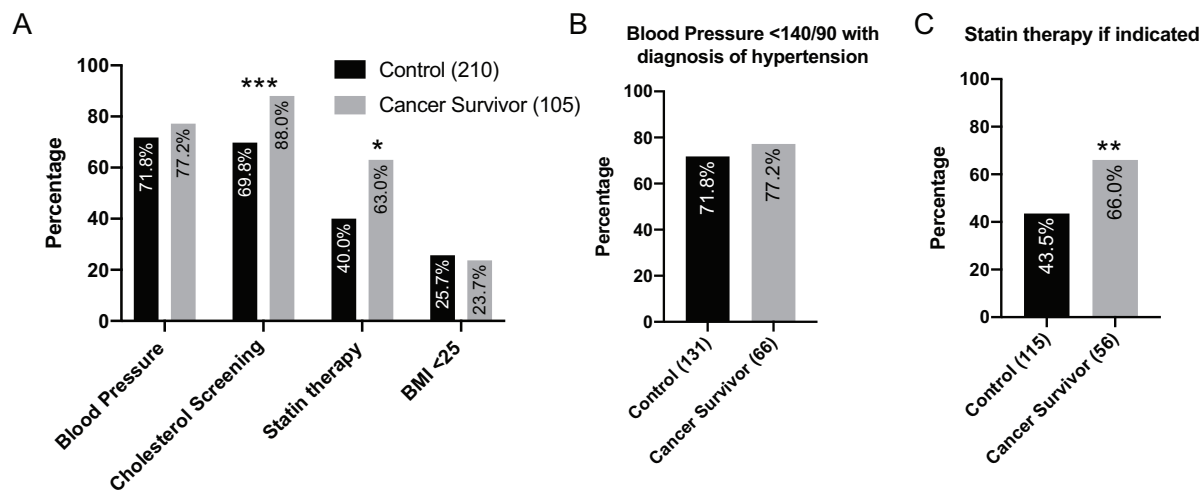 A
Percentage
100
80
60
40
20
0
Control (210)
Cancer Survivor (105)
71.8%
77.2%
***
69.8%
88.0%
*
40.0%
63.0%
25.7%
23.7%
Blood Pressure
Cholesterol Screening
Statin therapy
BMI <25
B
Blood Pressure <140/90 with
diagnosis of hypertension
Percentage
100
80
60
40
20
0
71.8%
77.2%
Control (131)
Cancer Survivor (66)
C
Statin therapy if indicated
Percentage
100
80
60
40
20
0
43.5%
**
66.0%
Control (115)
Cancer Survivor (56)